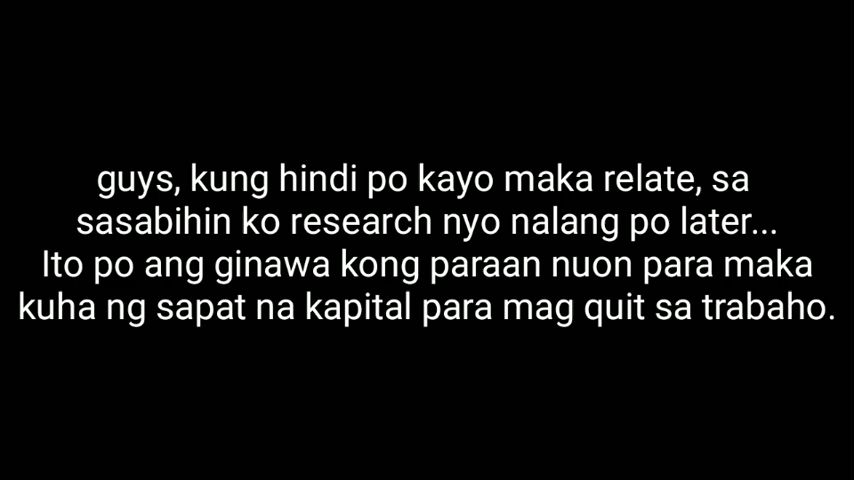 guys, kung hindi po kayo maka relate, sa
sasabihin ko research nyo nalang po later...
Ito po ang ginawa kong paraan nuon para maka
kuha ng sapat na kapital para mag quit sa trabaho.